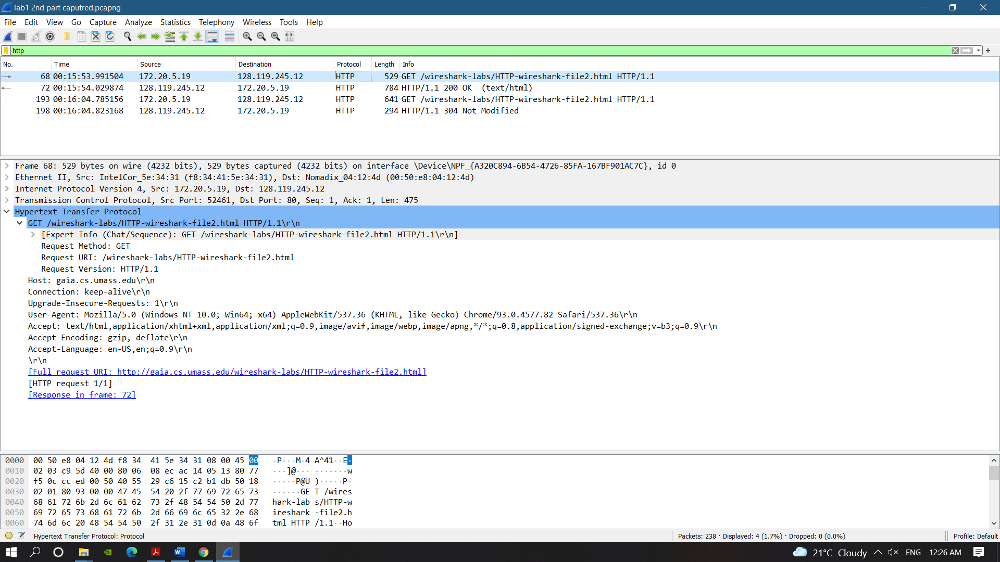 lab1 2nd part caputred.pcapng
File Edit View Go Capture Analyze Statistics Telephony Wireless Tools Help
http
No. Time Source Destination Protocol Length Info
68 00:15:53.991504 172.20.5.19 128.119.245.12 HTTP 529 GET /wireshark-labs/HTTP-wireshark-file2.html HTTP/1.1
72 00:15:54.029874 128.119.245.12 172.20.5.19 HTTP 784 HTTP/1.1 200 OK (text/html)
193 00:16:04.785156 172.20.5.19 128.119.245.12 HTTP 641 GET /wireshark-labs/HTTP-wireshark-file2.html HTTP/1.1
198 00:16:04.823168 128.119.245.12 172.20.5.19 HTTP 294 HTTP/1.1 304 Not Modified
Frame 68: 529 bytes on wire (4232 bits), 529 bytes captured (4232 bits) on interface \Device\NPF_{A320C894-6B54-4726-85FA-167BF901AC7C}, id 0
Ethernet II, Src: IntelCor_5e:34:31 (f8:34:41:5e:34:31), Dst: Nomadix_04:12:4d (00:50:e8:04:12:4d)
Internet Protocol Version 4, Src: 172.20.5.19, Dst: 128.119.245.12
Transmission Control Protocol, Src Port: 52461, Dst Port: 80, Seq: 1, Ack: 1, Len: 475
Hypertext Transfer Protocol
GET /wireshark-labs/HTTP-wireshark-file2.html HTTP/1.1\r\n
[Expert Info (Chat/Sequence): GET /wireshark-labs/HTTP-wireshark-file2.html HTTP/1.1\r\n]
Request Method: GET
Request URI: /wireshark-labs/HTTP-wireshark-file2.html
Request Version: HTTP/1.1
Host: gaia.cs.umass.edu\r\n
Connection: keep-alive\r\n
Upgrade-Insecure-Requests: 1\r\n
User-Agent: Mozilla/5.0 (Windows NT 10.0; Win64; x64) AppleWebKit/537.36 (KHTML, like Gecko) Chrome/93.0.4577.82 Safari/537.36\r\n
Accept: text/html,application/xhtml+xml,application/xml;q=0.9,image/avif,image/webp,image/apng,*/*;q=0.8,application/signed-exchange;v=b3;q=0.9\r\n
Accept-Encoding: gzip, deflate\r\n
Accept-Language: en-US,en;q=0.9\r\n
\r\n
[Full request URI: http://gaia.cs.umass.edu/wireshark-labs/HTTP-wireshark-file2.html]
[HTTP request 1/1]
[Response in frame: 72]
0000 00 50 e8 04 12 4d f8 34 41 5e 34 31 08 00 45 00 ·P···M·4 A^41··E·
0010 02 03 c9 5d 40 00 80 06 08 ec ac 14 05 13 80 77 ···]@··· ·······w
0020 f5 0c cc ed 00 50 40 55 29 c6 15 c2 b1 db 50 18 ·····P@U )·····P·
0030 02 01 80 93 00 00 47 45 54 20 2f 77 69 72 65 73 ······GE T /wires
0040 68 61 72 6b 2d 6c 61 62 73 2f 48 54 54 50 2d 77 hark-lab s/HTTP-w
0050 69 72 65 73 68 61 72 6b 2d 66 69 6c 65 32 2e 68 ireshark -file2.h
0060 74 6d 6c 20 48 54 54 50 2f 31 2e 31 0d 0a 48 6f tml HTTP /1.1··Ho
Hypertext Transfer Protocol: Protocol Packets: 238 · Displayed: 4 (1.7%) · Dropped: 0 (0.0%) Profile: Default
21°C Cloudy ENG 12:26 AM